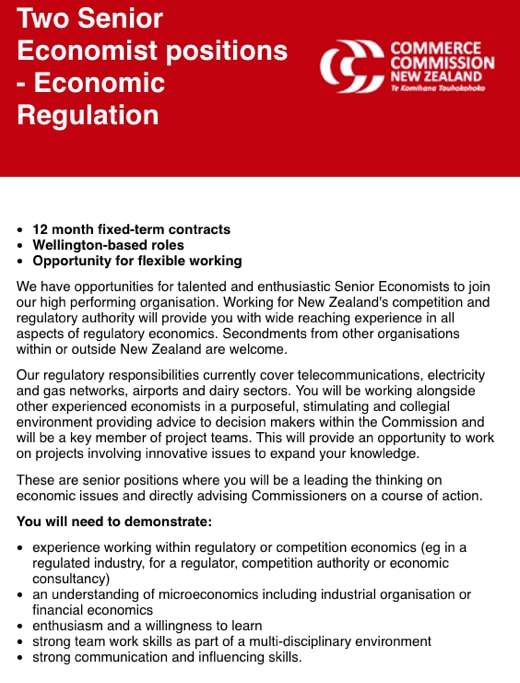 Two Senior
Economist positions
- Economic
Regulation
COMMERCE
COMMISSION
NEW ZEALAND
Te Komihana Tauhokohoko
• 12 month fixed-term contracts
• Wellington-based roles
• Opportunity for flexible working
We have opportunities for talented and enthusiastic Senior Economists to join
our high performing organisation. Working for New Zealand's competition and
regulatory authority will provide you with wide reaching experience in all
aspects of regulatory economics. Secondments from other organisations
within or outside New Zealand are welcome.
Our regulatory responsibilities currently cover telecommunications, electricity
and gas networks, airports and dairy sectors. You will be working alongside
other experienced economists in a purposeful, stimulating and collegial
environment providing advice to decision makers within the Commission and
will be a key member of project teams. This will provide an opportunity to work
on projects involving innovative issues to expand your knowledge.
These are senior positions where you will be a leading the thinking on
economic issues and directly advising Commissioners on a course of action.
You will need to demonstrate:
• experience working within regulatory or competition economics (eg in a
regulated industry, for a regulator, competition authority or economic
consultancy)
• an understanding of microeconomics including industrial organisation or
financial economics
• enthusiasm and a willingness to learn
• strong team work skills as part of a multi-disciplinary environment
• strong communication and influencing skills.